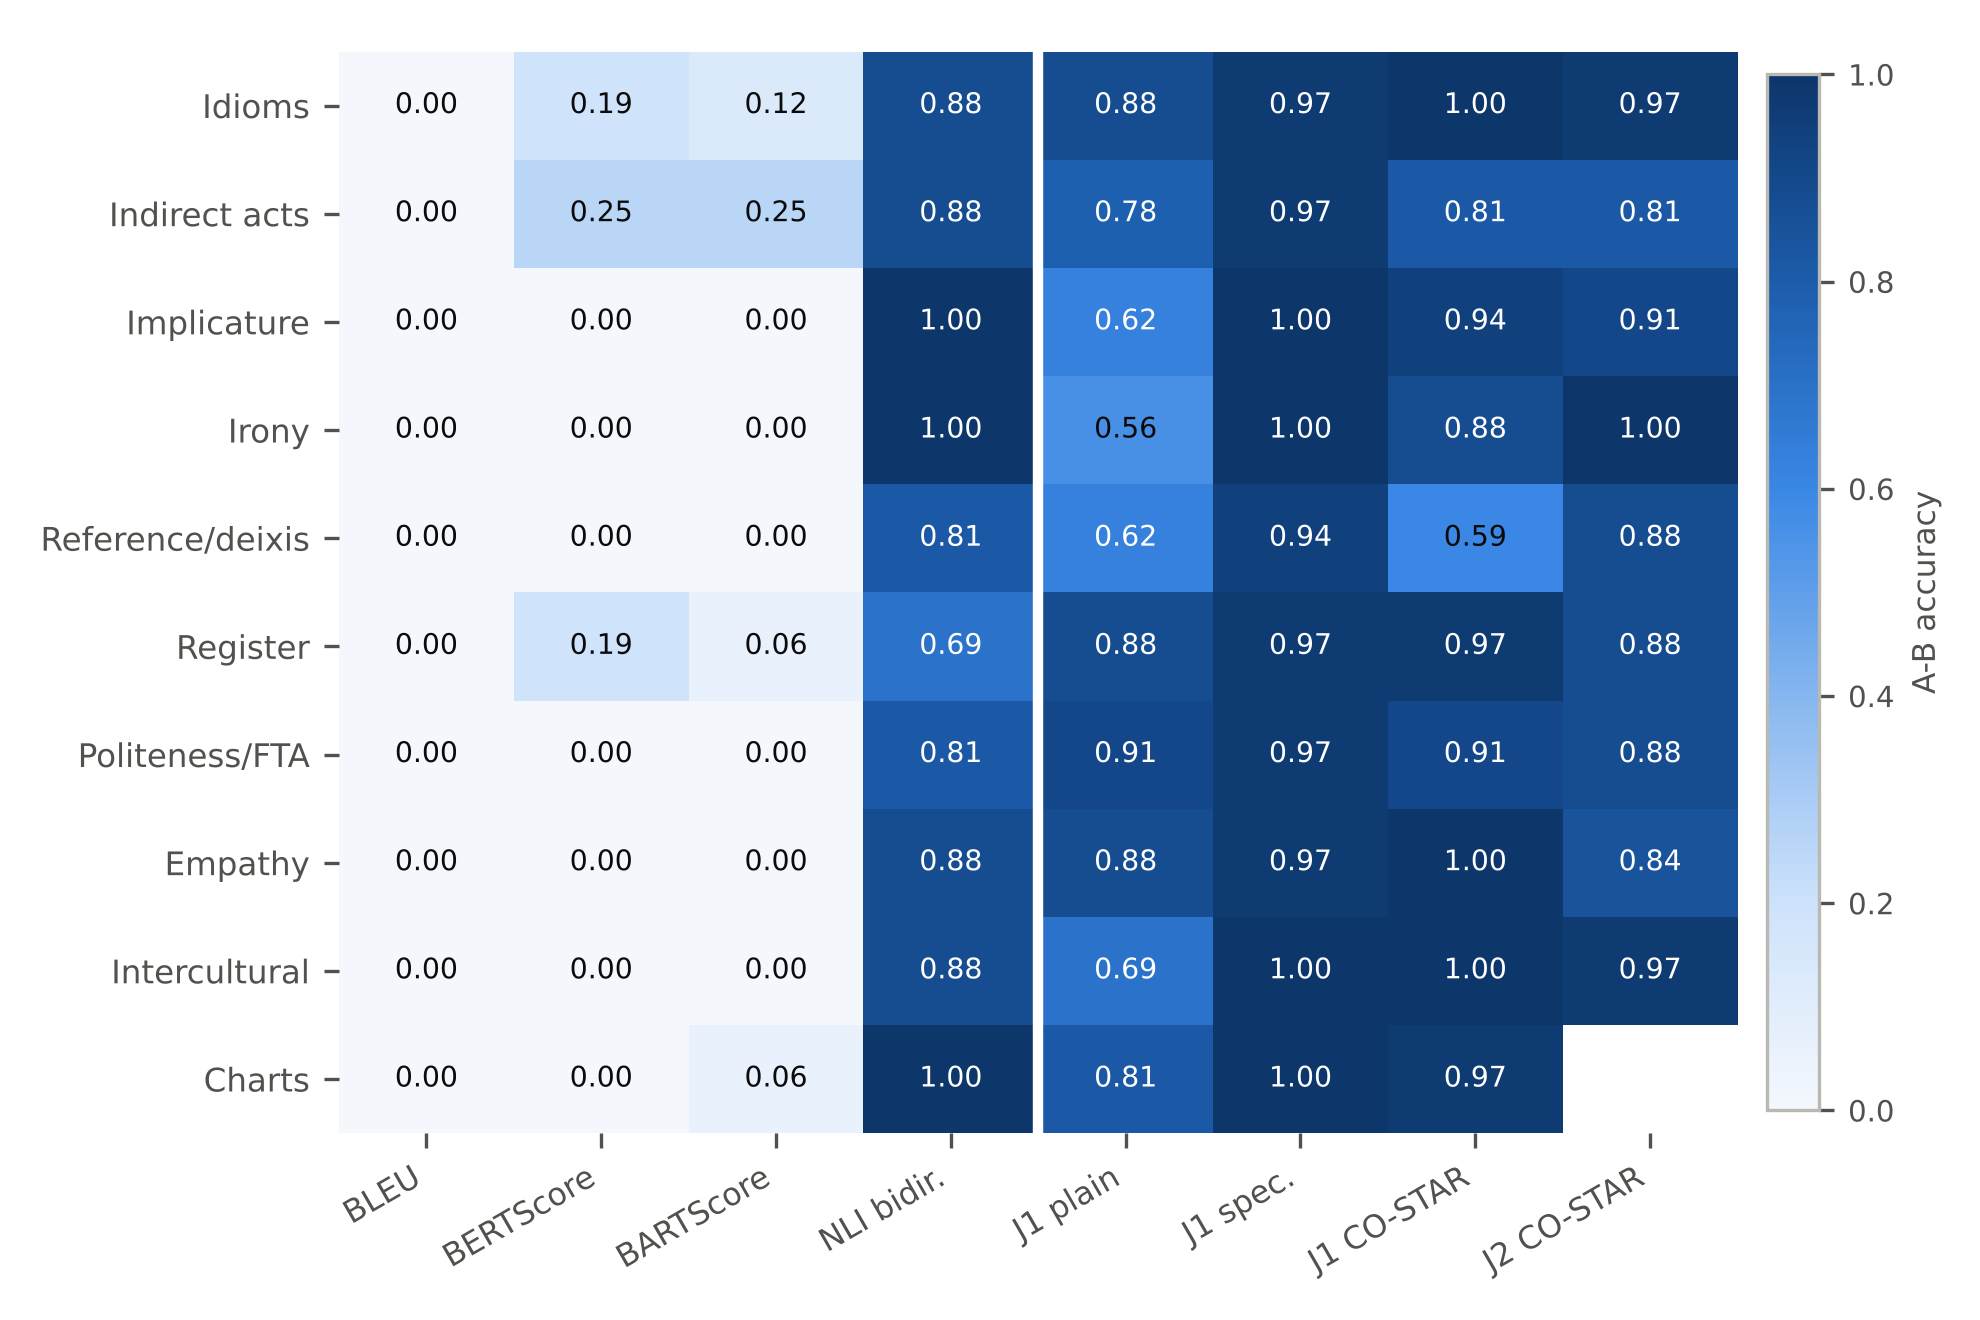 Idioms 0.00 0.19 0.12 0.88 0.88 0.97 1.00 0.97
Indirect acts 0.00 0.25 0.25 0.88 0.78 0.97 0.81 0.81
Implicature 0.00 0.00 0.00 1.00 0.62 1.00 0.94 0.91
Irony 0.00 0.00 0.00 1.00 0.56 1.00 0.88 1.00
Reference/deixis 0.00 0.00 0.00 0.81 0.62 0.94 0.59 0.88
Register 0.00 0.19 0.06 0.69 0.88 0.97 0.97 0.88
Politeness/FTA 0.00 0.00 0.00 0.81 0.91 0.97 0.91 0.88
Empathy 0.00 0.00 0.00 0.88 0.88 0.97 1.00 0.84
Intercultural 0.00 0.00 0.00 0.88 0.69 1.00 1.00 0.97
Charts 0.00 0.00 0.06 1.00 0.81 1.00 0.97
BLEU BERTScore BARTScore NLI bidir. J1 plain J1 spec. J1 CO-STAR J2 CO-STAR
1.0
0.8
0.6
0.4
0.2
0.0
A-B accuracy